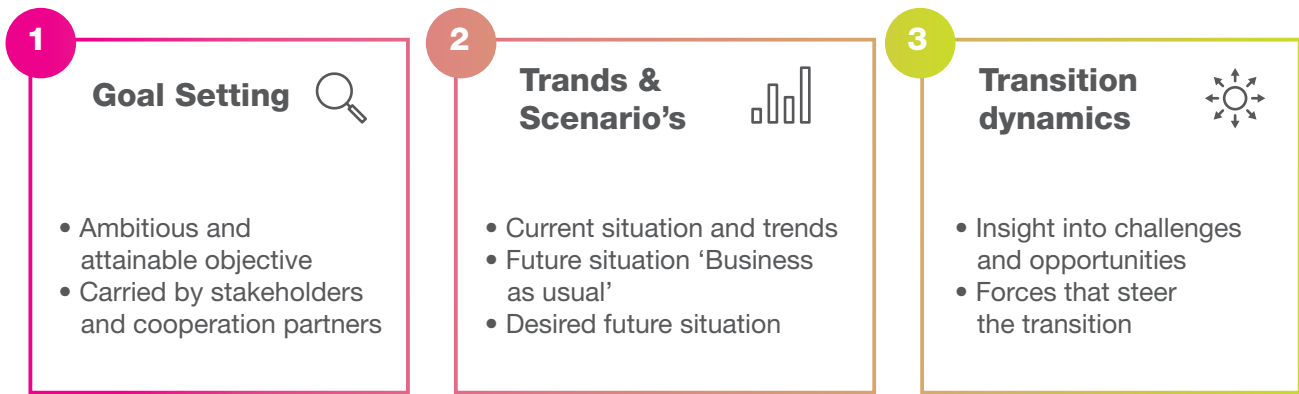 1
Goal Setting
• Ambitious and
attainable objective
• Carried by stakeholders
and cooperation partners
2
Trands &
Scenario’s
• Current situation and trends
• Future situation ‘Business
as usual’
• Desired future situation
3
Transition
dynamics
• Insight into challenges
and opportunities
• Forces that steer
the transition